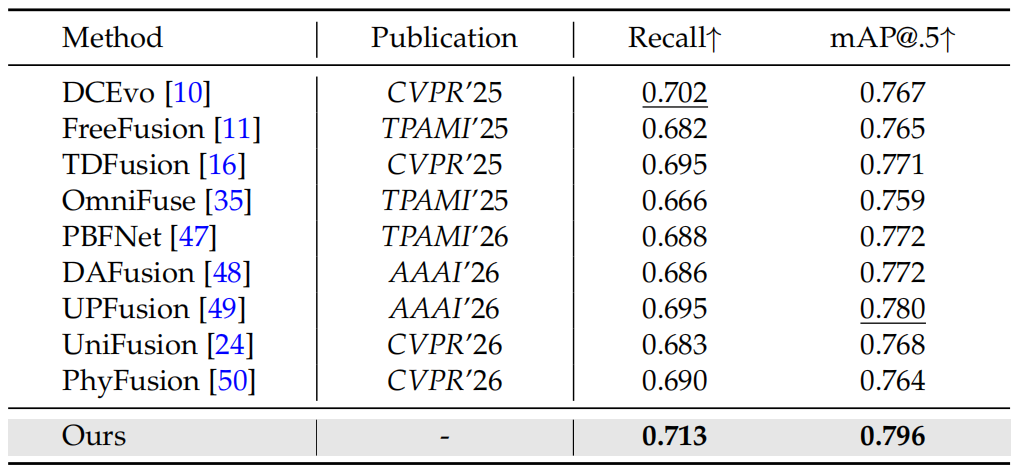 Method Publication Recall↑ mAP@.5↑
DCEvo [10] CVPR'25 0.702 0.767
FreeFusion [11] TPAMI'25 0.682 0.765
TDFusion [16] CVPR'25 0.695 0.771
OmniFuse [35] TPAMI'25 0.666 0.759
PBFNet [47] TPAMI'26 0.688 0.772
DAFusion [48] AAAI'26 0.686 0.772
UPFusion [49] AAAI'26 0.695 0.780
UniFusion [24] CVPR'26 0.683 0.768
PhyFusion [50] CVPR'26 0.690 0.764
Ours - 0.713 0.796